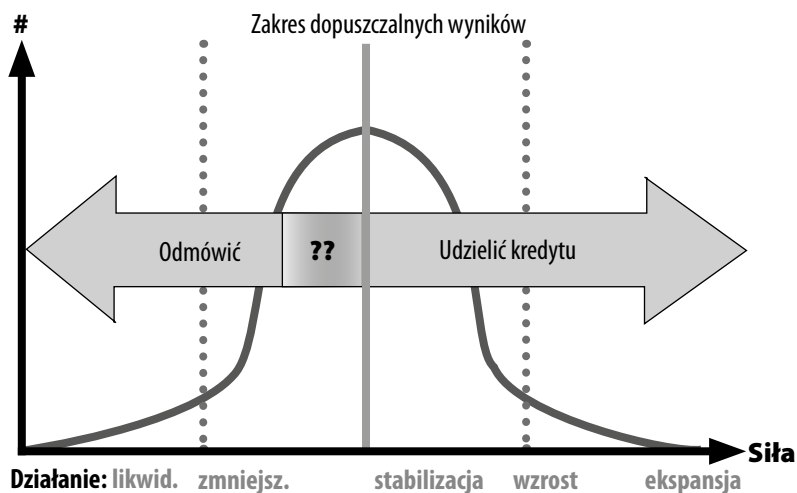 # Zakres dopuszczalnych wyników
Odmówić ?? Udzielić kredytu
Siła
Działanie: likwid. zmniejsz. stabilizacja wzrost ekspansja